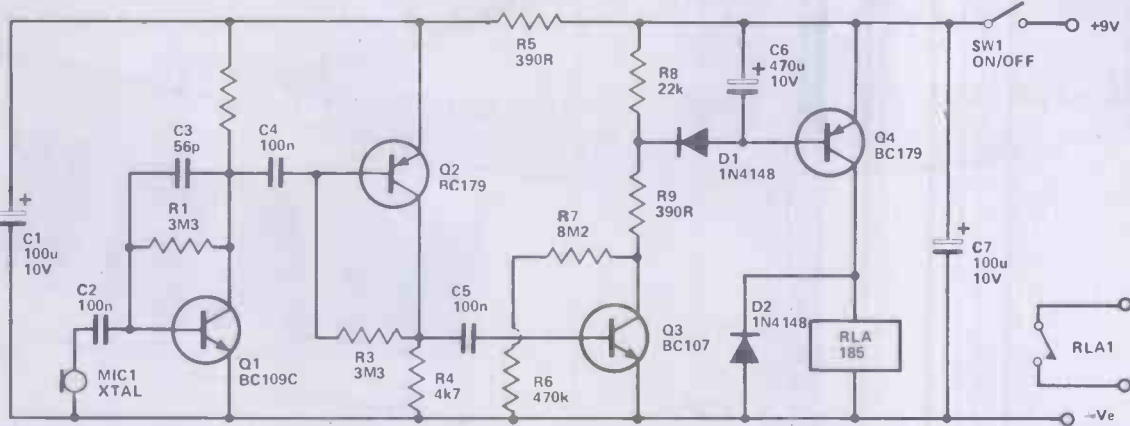 R5
390R
C6
470u
10V
+
SW1
ON/OFF
+9V
R8
22k
C3
56p
C4
100n
Q2
BC179
D1
1N4148
Q4
BC179
R1
3M3
+
C1
100u
10V
R7
8M2
R9
390R
+
C7
100u
10V
C2
100n
C5
100n
D2
1N4148
RLA
185
RLA1
MIC1
XTAL
Q1
BC109C
R3
3M3
R4
4k7
R6
470k
Q3
BC107
-Ve